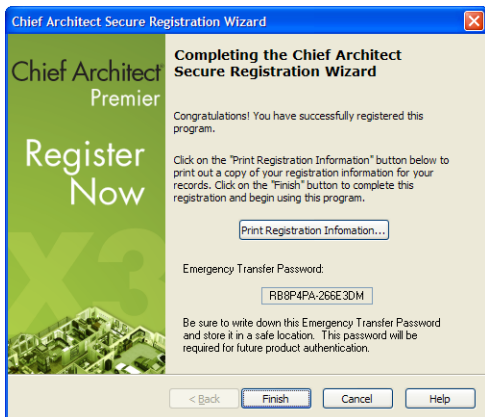 Chief Architect Secure Registration Wizard
Chief Architect
Premier
Register
Now
X3
Completing the Chief Architect
Secure Registration Wizard
Congratulations! You have successfully registered this
program.
Click on the "Print Registration Information" button below to
print out a copy of your registration information for your
records. Click on the "Finish" button to complete this
registration and begin using this program.
Print Registration Infomation...
Emergency Transfer Password:
RB8P4PA-266E3DM
Be sure to write down this Emergency Transfer Password
and store it in a safe location. This password will be
required for future product authentication.
< Back
Finish
Cancel
Help